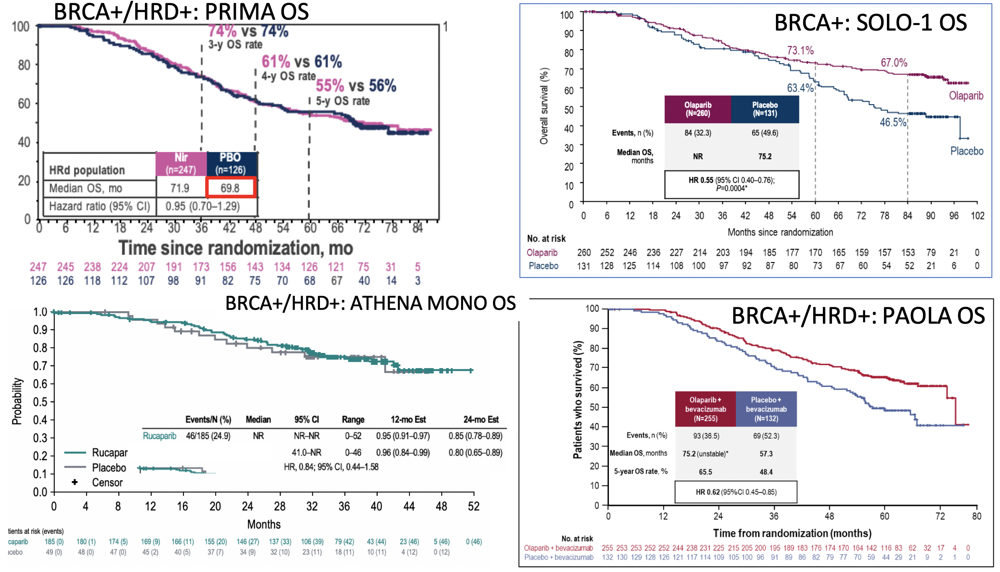 BRCA+/HRD+: PRIMA OS
100
80
60
40
20
0
1
74% vs 74%
3-y OS rate
61% vs 61%
4-y OS rate
55% vs 56%
5-y OS rate
HRd population Nir (n=247) PBO (n=126)
Median OS, mo 71.9 69.8
Hazard ratio (95% CI) 0.95 (0.70–1.29)
0 6 12 18 24 30 36 42 48 54 60 66 72 78 84
Time since randomization, mo
247 245 238 224 207 191 173 156 143 134 126 121 75 31 5
126 126 118 112 107 98 91 82 75 70 68 67 40 14 3
BRCA+: SOLO-1 OS
Overall survival (%)
100
90
80
70
60
50
40
30
20
10
0
73.1%
67.0%
63.4%
46.5%
Olaparib
Placebo
Olaparib (N=260) Placebo (N=131)
Events, n (%) 84 (32.3) 65 (49.6)
Median OS, months NR 75.2
HR 0.55 (95% CI 0.40–0.76);
P=0.0004*
0 6 12 18 24 30 36 42 48 54 60 66 72 78 84 90 96 102
Months since randomization
No. at risk
Olaparib 260 252 246 236 227 214 203 194 185 177 170 165 159 157 153 79 21 0
Placebo 131 128 125 114 108 100 97 92 87 80 73 67 60 54 52 21 6 0
BRCA+/HRD+: ATHENA MONO OS
Probability
1.0
0.9
0.8
0.7
0.6
0.5
0.4
0.3
0.2
0.1
0.0
Events/N (%) Median 95% CI Range 12-mo Est 24-mo Est
Rucaparib 46/185 (24.9) NR NR–NR 0–52 0.95 (0.91–0.97) 0.85 (0.78–0.89)
41.0–NR 0–46 0.96 (0.84–0.99) 0.80 (0.65–0.89)
HR, 0.84; 95% CI, 0.44–1.58
Rucapar
Placebo
Censor
0 4 8 12 16 20 24 28 32 36 40 44 48 52
Months
tients at risk (events)
caparib 185 (0) 180 (1) 174 (5) 169 (9) 166 (11) 155 (20) 146 (27) 137 (33) 106 (39) 79 (42) 43 (44) 23 (46) 5 (46) 0 (46)
acebo 49 (0) 48 (0) 47 (0) 45 (2) 40 (5) 37 (7) 34 (9) 32 (10) 23 (11) 18 (11) 10 (11) 4 (12) 0 (12)
BRCA+/HRD+: PAOLA OS
Patients who survived (%)
100
90
80
70
60
50
40
30
20
10
0
Olaparib + bevacizumab (N=255) Placebo + bevacizumab (N=132)
Events, n (%) 93 (36.5) 69 (52.3)
Median OS, months 75.2 (unstable)* 57.3
5-year OS rate, % 65.5 48.4
HR 0.62 (95%CI 0.45–0.85)
0 12 24 36 48 60 72 80
Time from randomization (months)
No. at risk
Olaparib + bevacizumab 255 253 253 252 252 244 238 231 225 215 205 200 195 189 183 176 174 170 164 142 116 83 62 32 17 4 0
Placebo + bevacizumab 132 130 129 128 126 121 117 114 109 105 100 96 91 89 86 82 79 77 70 59 44 29 21 9 2 1 0